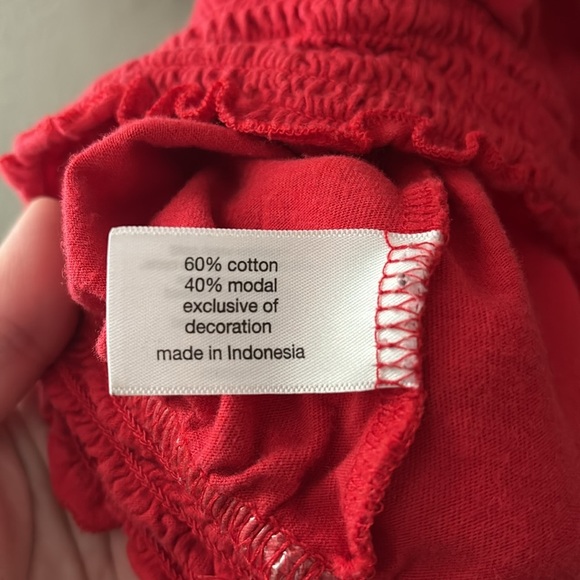 60% cotton
40% modal
exclusive of
decoration
made in Indonesia